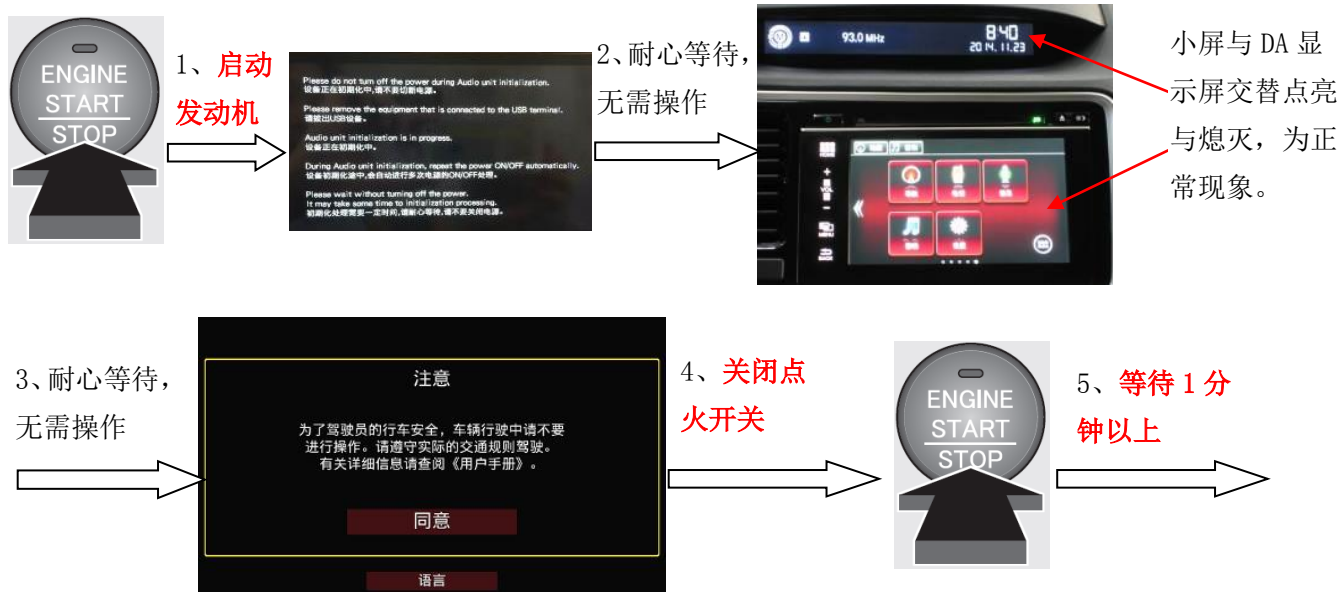 ENGINE
START
STOP
1、启动
发动机
Please do not turn off the power during Audio unit initialization.
设备正在初期化中,请不要切断电源。
Please remove the equipment that is connected to the USB terminal.
请拔出USB设备。
Audio unit initialization is in progress.
设备正在初期化中。
During Audio unit initialization, repeat the power ON/OFF automatically.
设备初期化途中,会自动进行多次电源的ON/OFF处理。
Please wait without turning off the power.
It may take some time to initialization processing.
初期化处理需要一定时间,请耐心等待,请不要关闭电源。
2、耐心等待,
无需操作
93.0 MHz
8:40
2014.11.23
VOL
MENU
BACK
小屏与 DA 显
示屏交替点亮
与熄灭，为正
常现象。
3、耐心等待,
无需操作
注意
为了驾驶员的行车安全，车辆行驶中请不要
进行操作。请遵守实际的交通规则驾驶。
有关详细信息请查阅《用户手册》。
同意
语言
4、关闭点
火开关
ENGINE
START
STOP
5、等待 1 分
钟以上